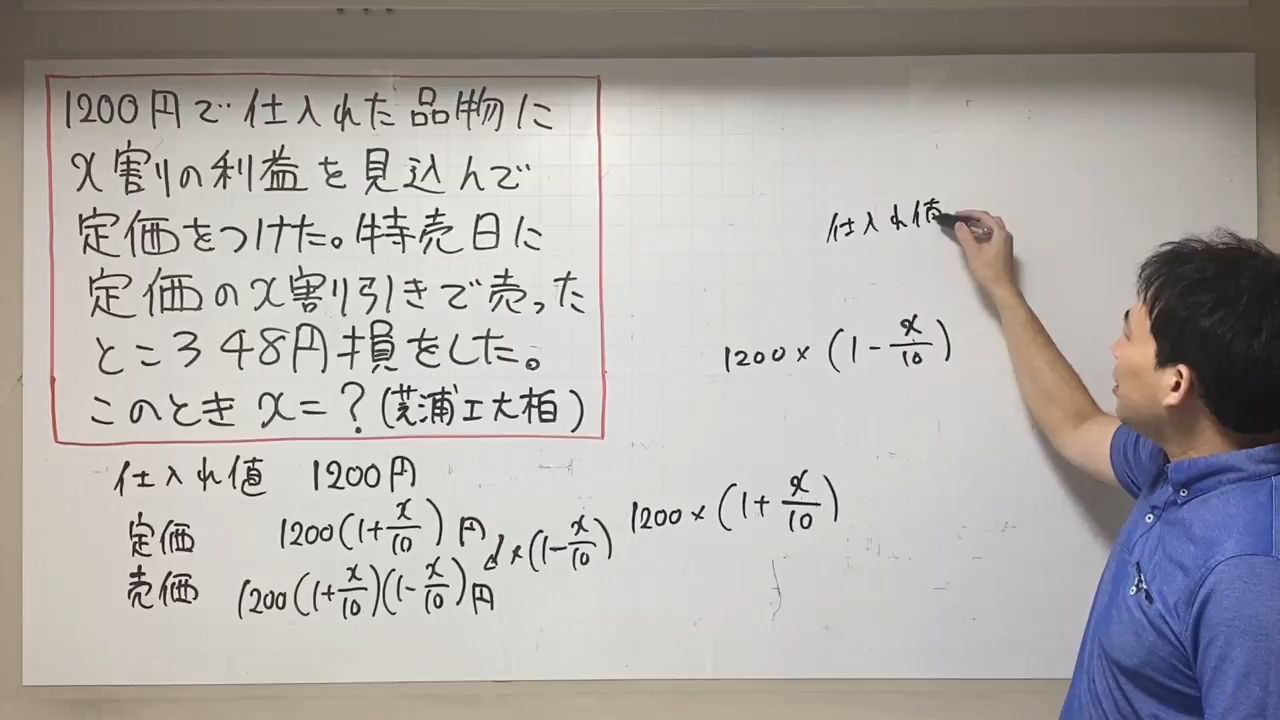 1200円で仕入れた品物に
x割りの利益を見込んで
定価をつけた。特売日に
定価のx割り引きで売った
ところ348円損をした。
このときx=?(芝浦工大柏)
仕入れ値 1200円
定価 1200(1+x/10)円
×(1-x/10)
売価 1200(1+x/10)(1-x/10)円
仕入れ値
1200×(1-x/10)
1200×(1+x/10)